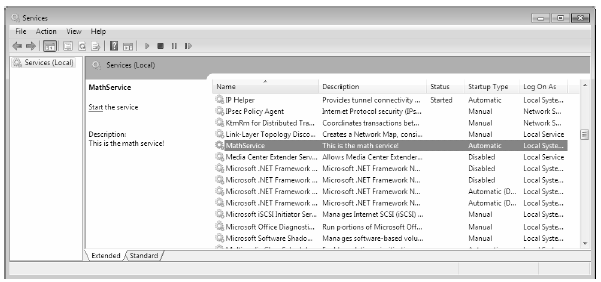 Services
File Action View Help
Services (Local)
Services (Local)
MathService
Start the service
Description:
This is the math service!
Name Description Status Startup Type Log On As
IP Helper Provides tunnel connectivity ... Started Automatic Local Syste...
IPsec Policy Agent Internet Protocol security (IPs... Manual Network S...
KtmRm for Distributed Tra... Coordinates transactions bet... Manual Network S...
Link-Layer Topology Disco... Creates a Network Map, consi... Manual Local Service
MathService This is the math service! Automatic Local Syste...
Media Center Extender Serv... Allows Media Center Extender... Disabled Local Service
Microsoft .NET Framework ... Microsoft .NET Framework N... Disabled Local Syste...
Microsoft .NET Framework ... Microsoft .NET Framework N... Disabled Local Syste...
Microsoft .NET Framework ... Microsoft .NET Framework N... Automatic (D... Local Syste...
Microsoft .NET Framework ... Microsoft .NET Framework N... Automatic (D... Local Syste...
Microsoft iSCSI Initiator Ser... Manages Internet SCSI (iSCSI) ... Manual Local Syste...
Microsoft Office Diagnosti... Run portions of Microsoft Off... Manual Local Syste...
Microsoft Software Shado... Manages software-based volu... Manual Local Syste...
Extended Standard